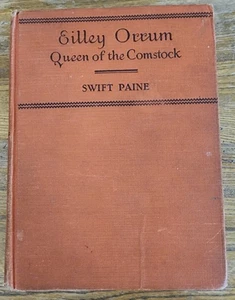 Eilley Orrum
Queen of the Comstock
SWIFT PAINE